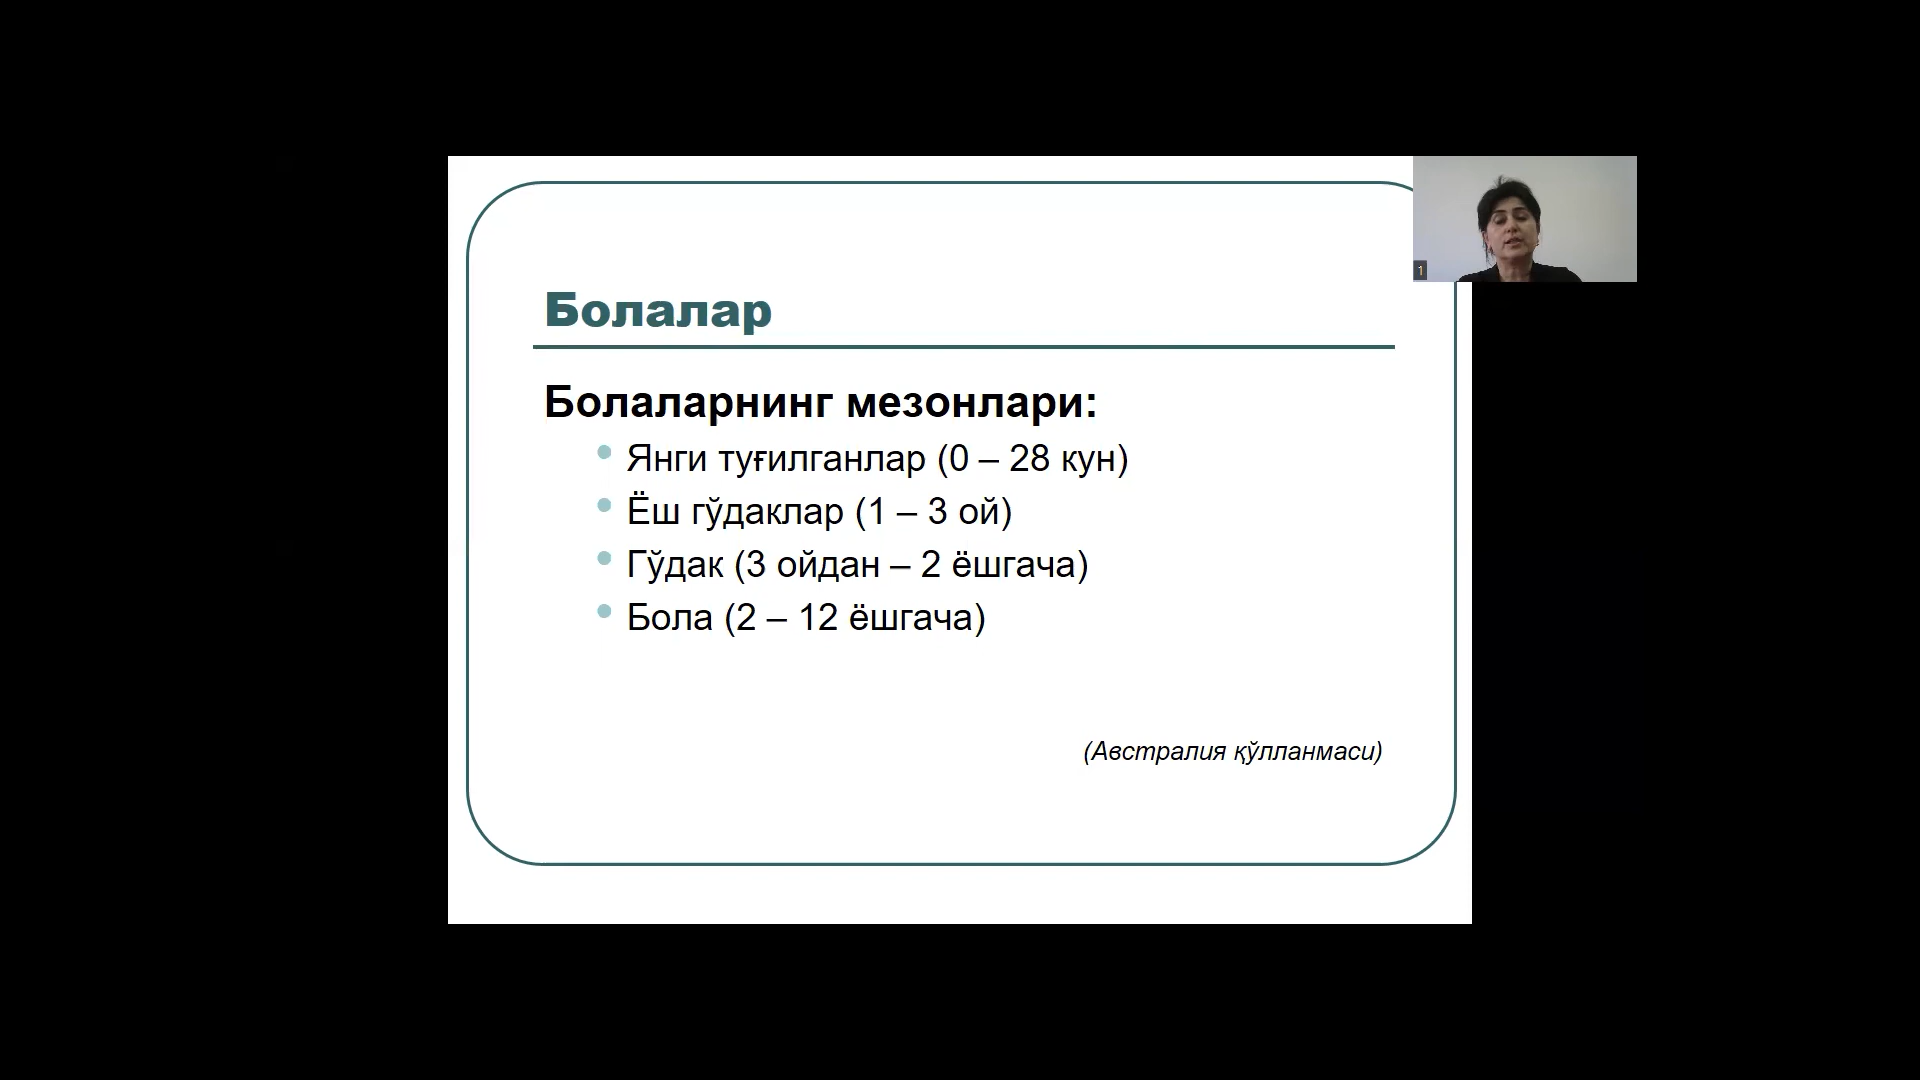 Болалар
Болаларнинг мезонлари:
Янги туғилганлар (0 – 28 кун)
Ёш гўдаклар (1 – 3 ой)
Гўдак (3 ойдан – 2 ёшгача)
Бола (2 – 12 ёшгача)
(Австралия қўлланмаси)
1